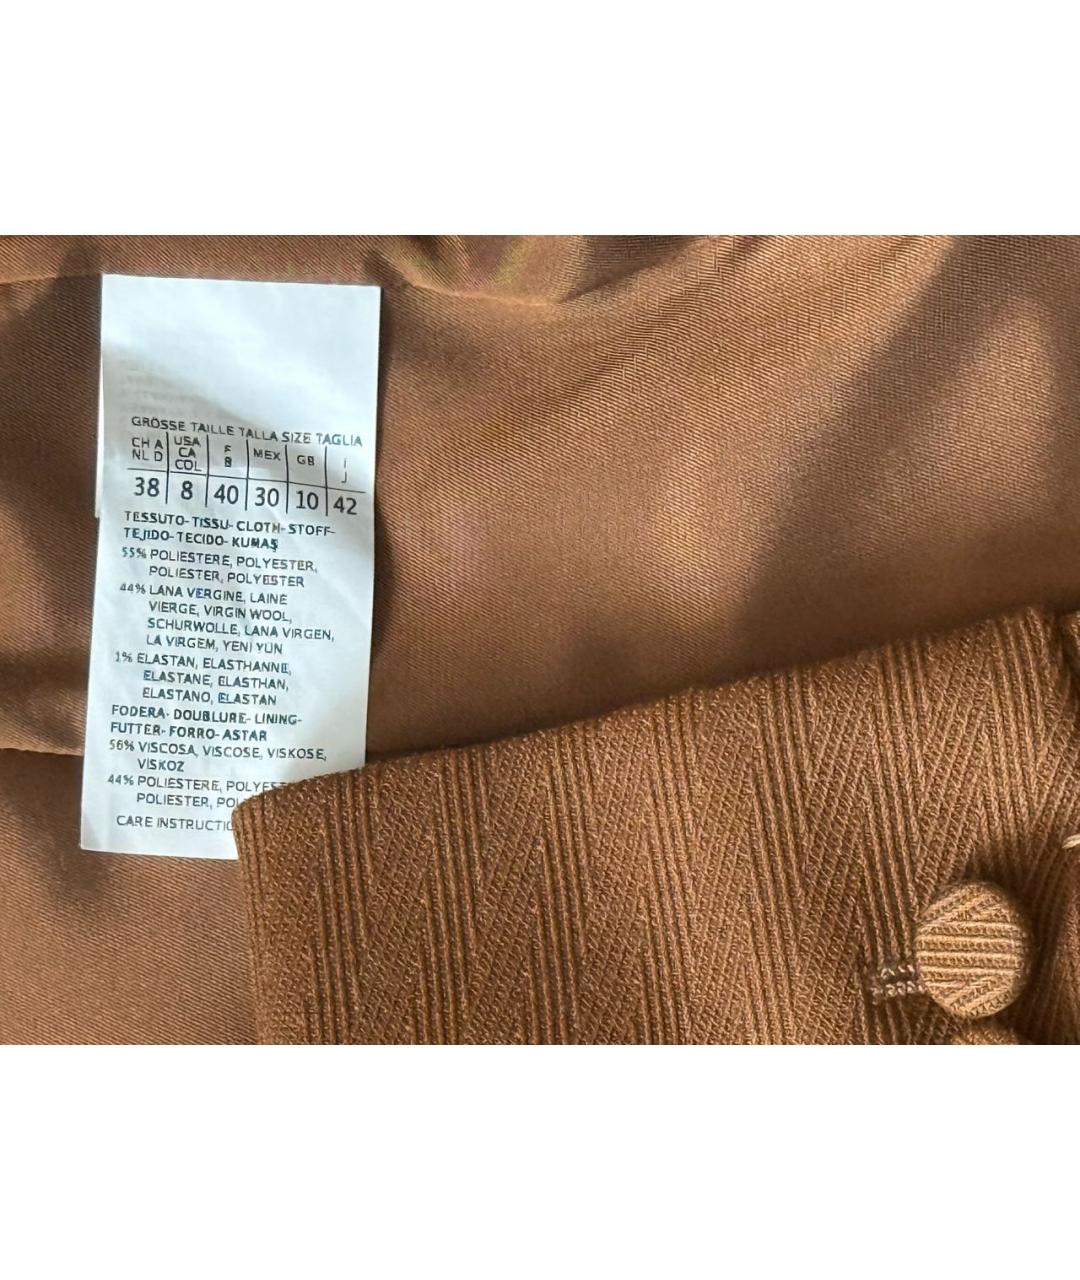 GRÖSSE TAILLE TALLA SIZE TAGLIA
CH A NL D USA CA COL F B MEX GB I J
38 8 40 30 10 42
TESSUTO-TISSU-CLOTH-STOFF-
TEJIDO-TECIDO-KUMAŞ
55% POLIESTERE, POLYESTER,
POLIESTER, POLYESTER
44% LANA VERGINE, LAINE
VIERGE, VIRGIN WOOL,
SCHURWOLLE, LANA VIRGEN,
LA VIRGEM, YENI YUN
1% ELASTAN, ELASTHANNE,
ELASTANE, ELASTHAN,
ELASTANO, ELASTAN
FODERA-DOUBLURE-LINING-
FUTTER-FORRO-ASTAR
56% VISCOSA, VISCOSE, VISKOSE,
VISKOZ
44% POLIESTERE, POLYEST
POLIESTER, POL
CARE INSTRUCTIO